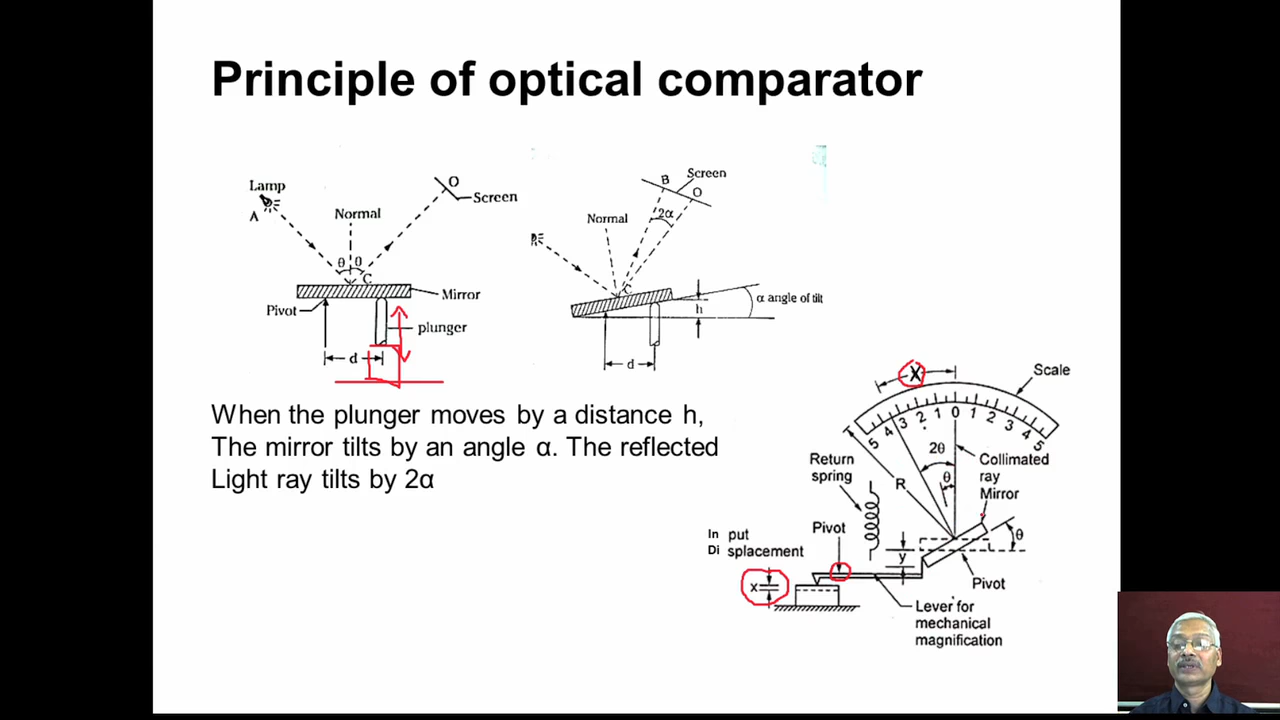 Principle of optical comparator
Lamp
A
Normal
O
Screen
θ θ
C
Mirror
Pivot
plunger
d
B
Screen
O
Normal
2α
C
α angle of tilt
h
d
When the plunger moves by a distance h,
The mirror tilts by an angle α. The reflected
Light ray tilts by 2α
X
Scale
5 4 3 2 1 0 1 2 3 4 5
2θ
Return
spring
R
θ
Collimated
ray
Mirror
In put
Di splacement
Pivot
y
θ
x
Pivot
Lever for
mechanical
magnification